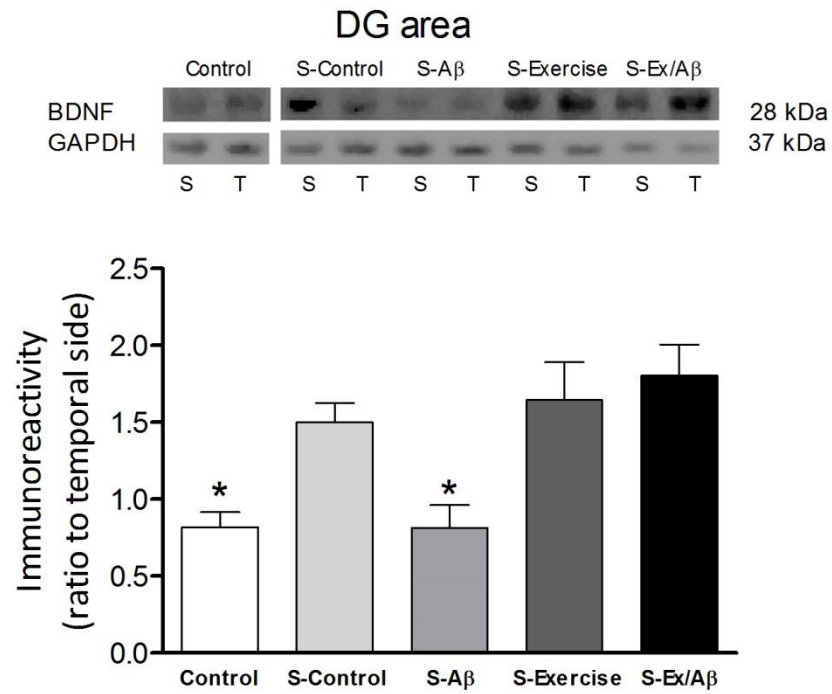 DG area
Control S-Control S-Aβ S-Exercise S-Ex/Aβ
BDNF 28 kDa
GAPDH 37 kDa
S T S T S T S T S T
2.5
2.0
1.5
1.0
0.5
0.0
Immunoreactivity
(ratio to temporal side)
* *
Control S-Control S-Aβ S-Exercise S-Ex/Aβ